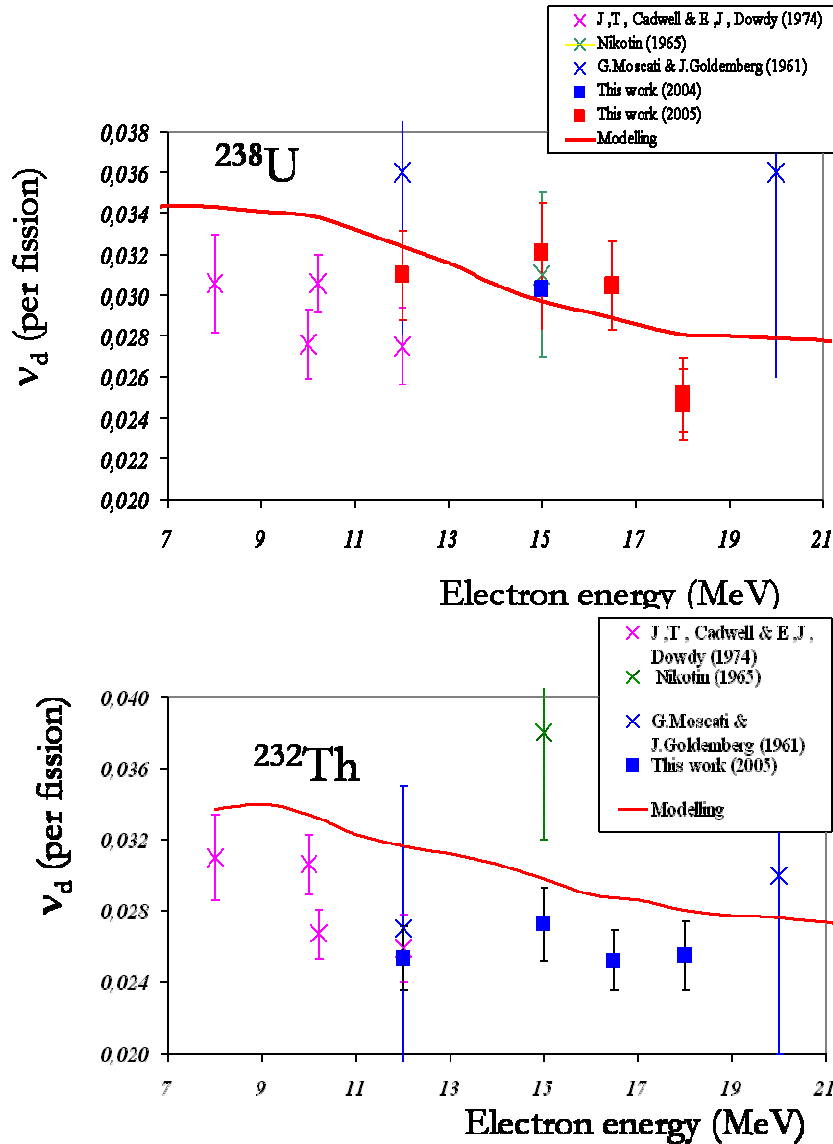 J ,T , Cadwell & E ,J , Dowdy (1974)
Nikotin (1965)
G.Moscati & J.Goldemberg (1961)
This work (2004)
This work (2005)
Modelling
238U
νd (per fission)
0,038
0,036
0,034
0,032
0,030
0,028
0,026
0,024
0,022
0,020
7 9 11 13 15 17 19 21
Electron energy (MeV)
J ,T , Cadwell & E ,J ,
Dowdy (1974)
Nikotin (1965)
G.Moscati &
J.Goldemberg (1961)
This work (2005)
Modelling
232Th
νd (per fission)
0,040
0,036
0,032
0,028
0,024
0,020
7 9 11 13 15 17 19 21
Electron energy (MeV)